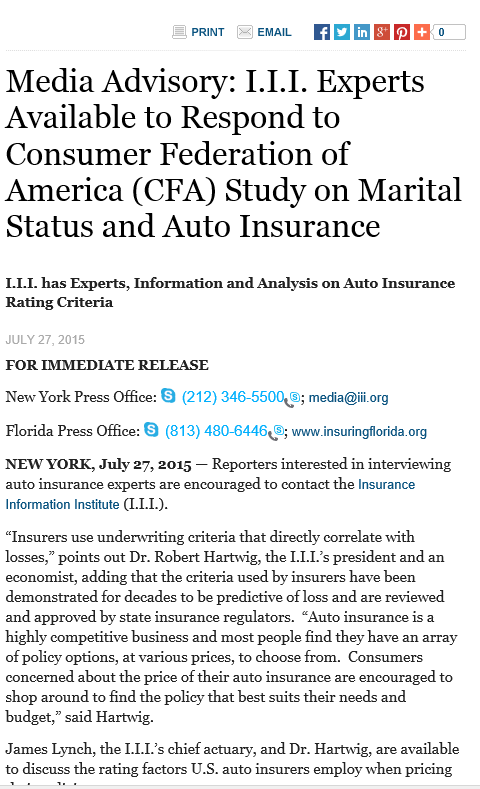 PRINT EMAIL 0
Media Advisory: I.I.I. Experts
Available to Respond to
Consumer Federation of
America (CFA) Study on Marital
Status and Auto Insurance
I.I.I. has Experts, Information and Analysis on Auto Insurance
Rating Criteria
JULY 27, 2015
FOR IMMEDIATE RELEASE
New York Press Office: (212) 346-5500; media@iii.org
Florida Press Office: (813) 480-6446; www.insuringflorida.org
NEW YORK, July 27, 2015 — Reporters interested in interviewing
auto insurance experts are encouraged to contact the Insurance
Information Institute (I.I.I.).
“Insurers use underwriting criteria that directly correlate with
losses,” points out Dr. Robert Hartwig, the I.I.I.’s president and an
economist, adding that the criteria used by insurers have been
demonstrated for decades to be predictive of loss and are reviewed
and approved by state insurance regulators. “Auto insurance is a
highly competitive business and most people find they have an array
of policy options, at various prices, to choose from. Consumers
concerned about the price of their auto insurance are encouraged to
shop around to find the policy that best suits their needs and
budget,” said Hartwig.
James Lynch, the I.I.I.’s chief actuary, and Dr. Hartwig, are available
to discuss the rating factors U.S. auto insurers employ when pricing